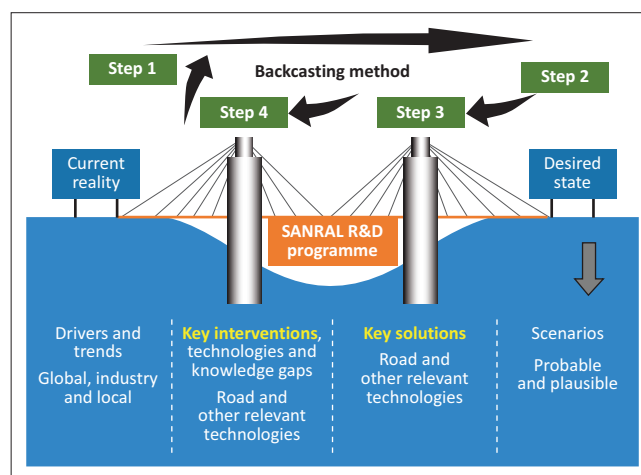 Step 1
Backcasting method
Step 2
Step 4
Step 3
Current
reality
Desired
state
SANRAL R&D
programme
Drivers and
trends
Global, industry
and local
Key interventions,
technologies and
knowledge gaps
Road and
other relevant
technologies
Key solutions
Road and
other relevant
technologies
Scenarios
Probable
and plausible